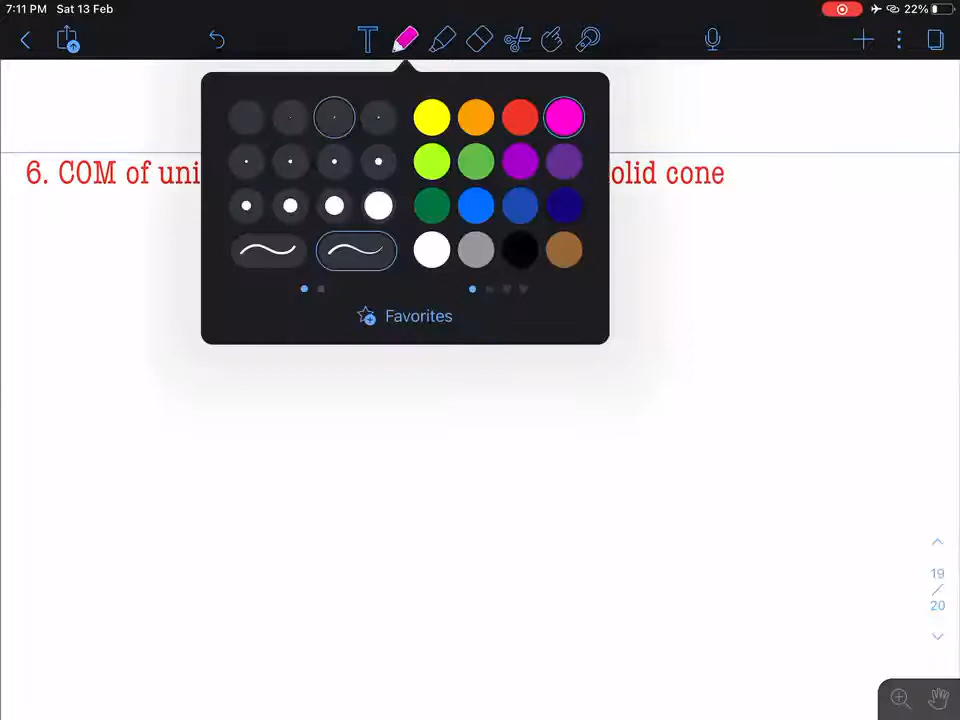 7:11 PM Sat 13 Feb 22%
T
6. COM of uni olid cone
Favorites
19
/
20